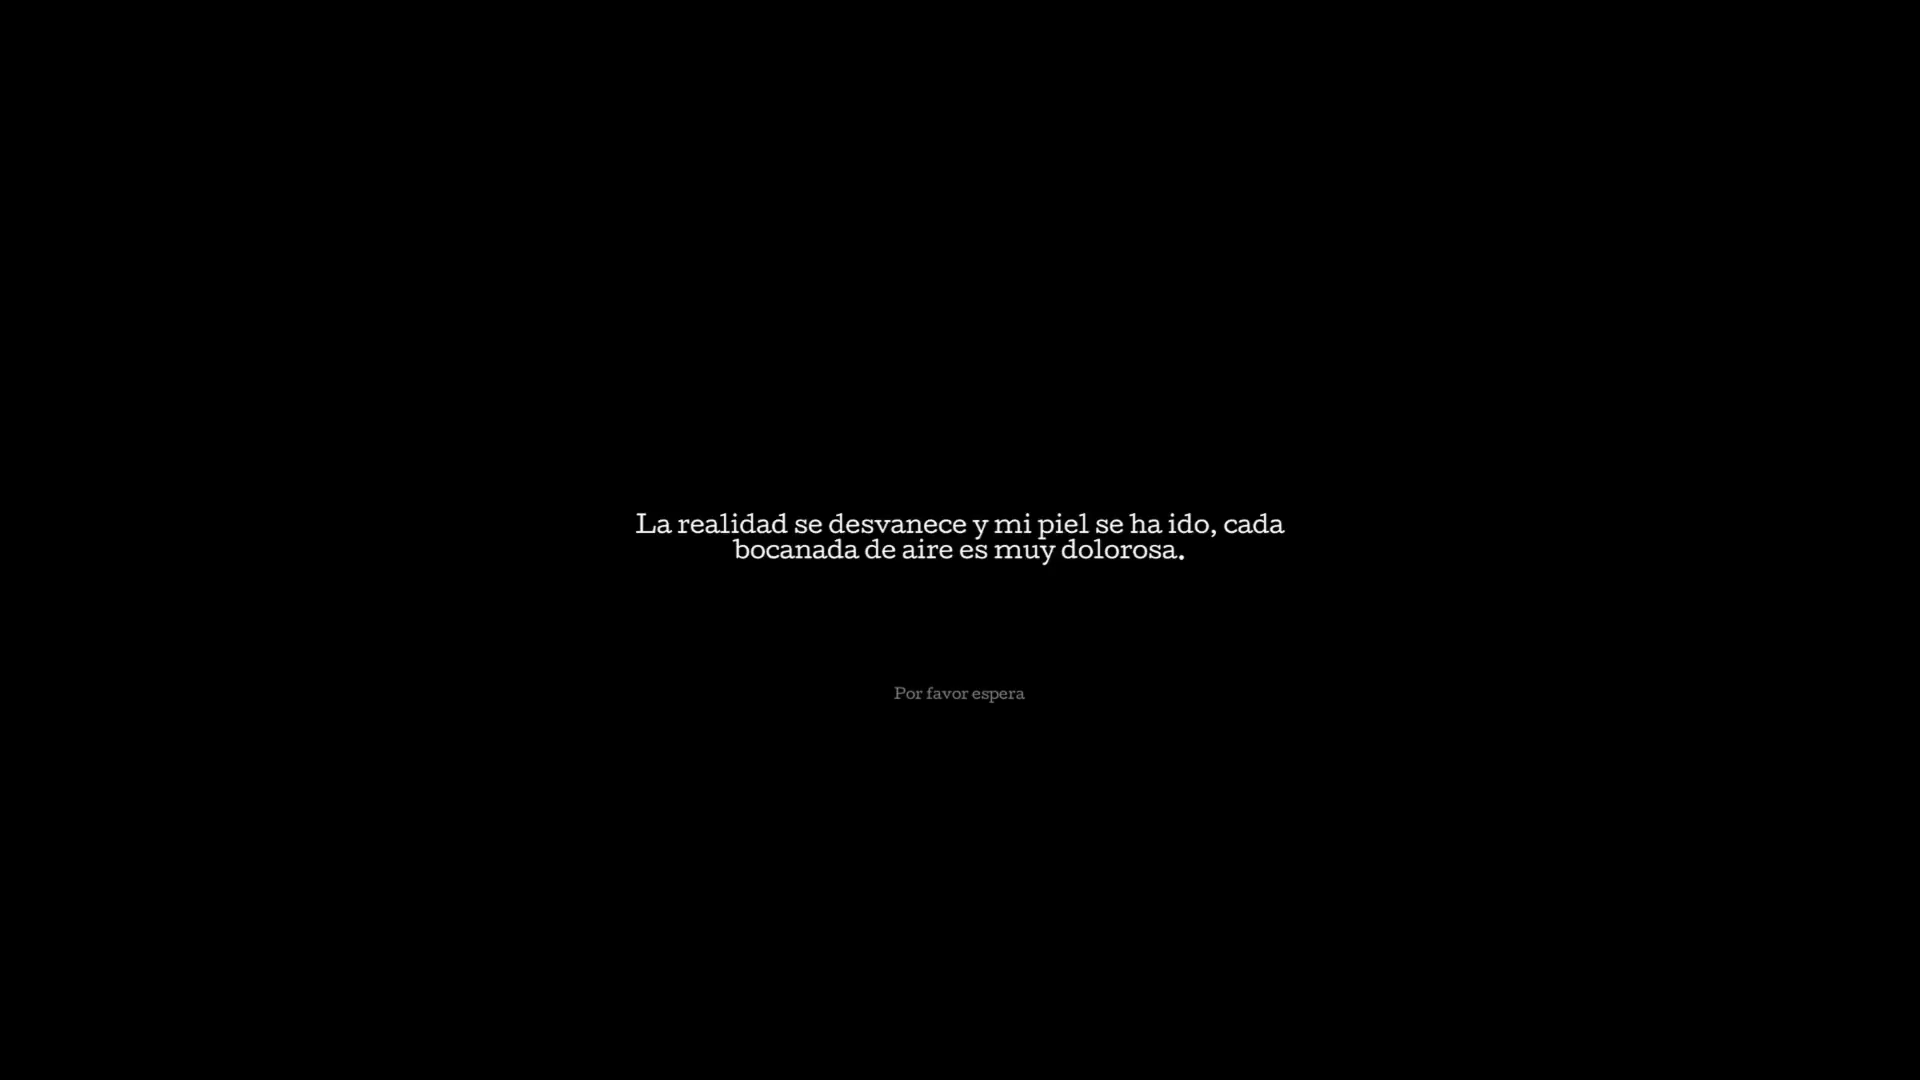 La realidad se desvanece y mi piel se ha ido, cada
bocanada de aire es muy dolorosa.
Por favor espera